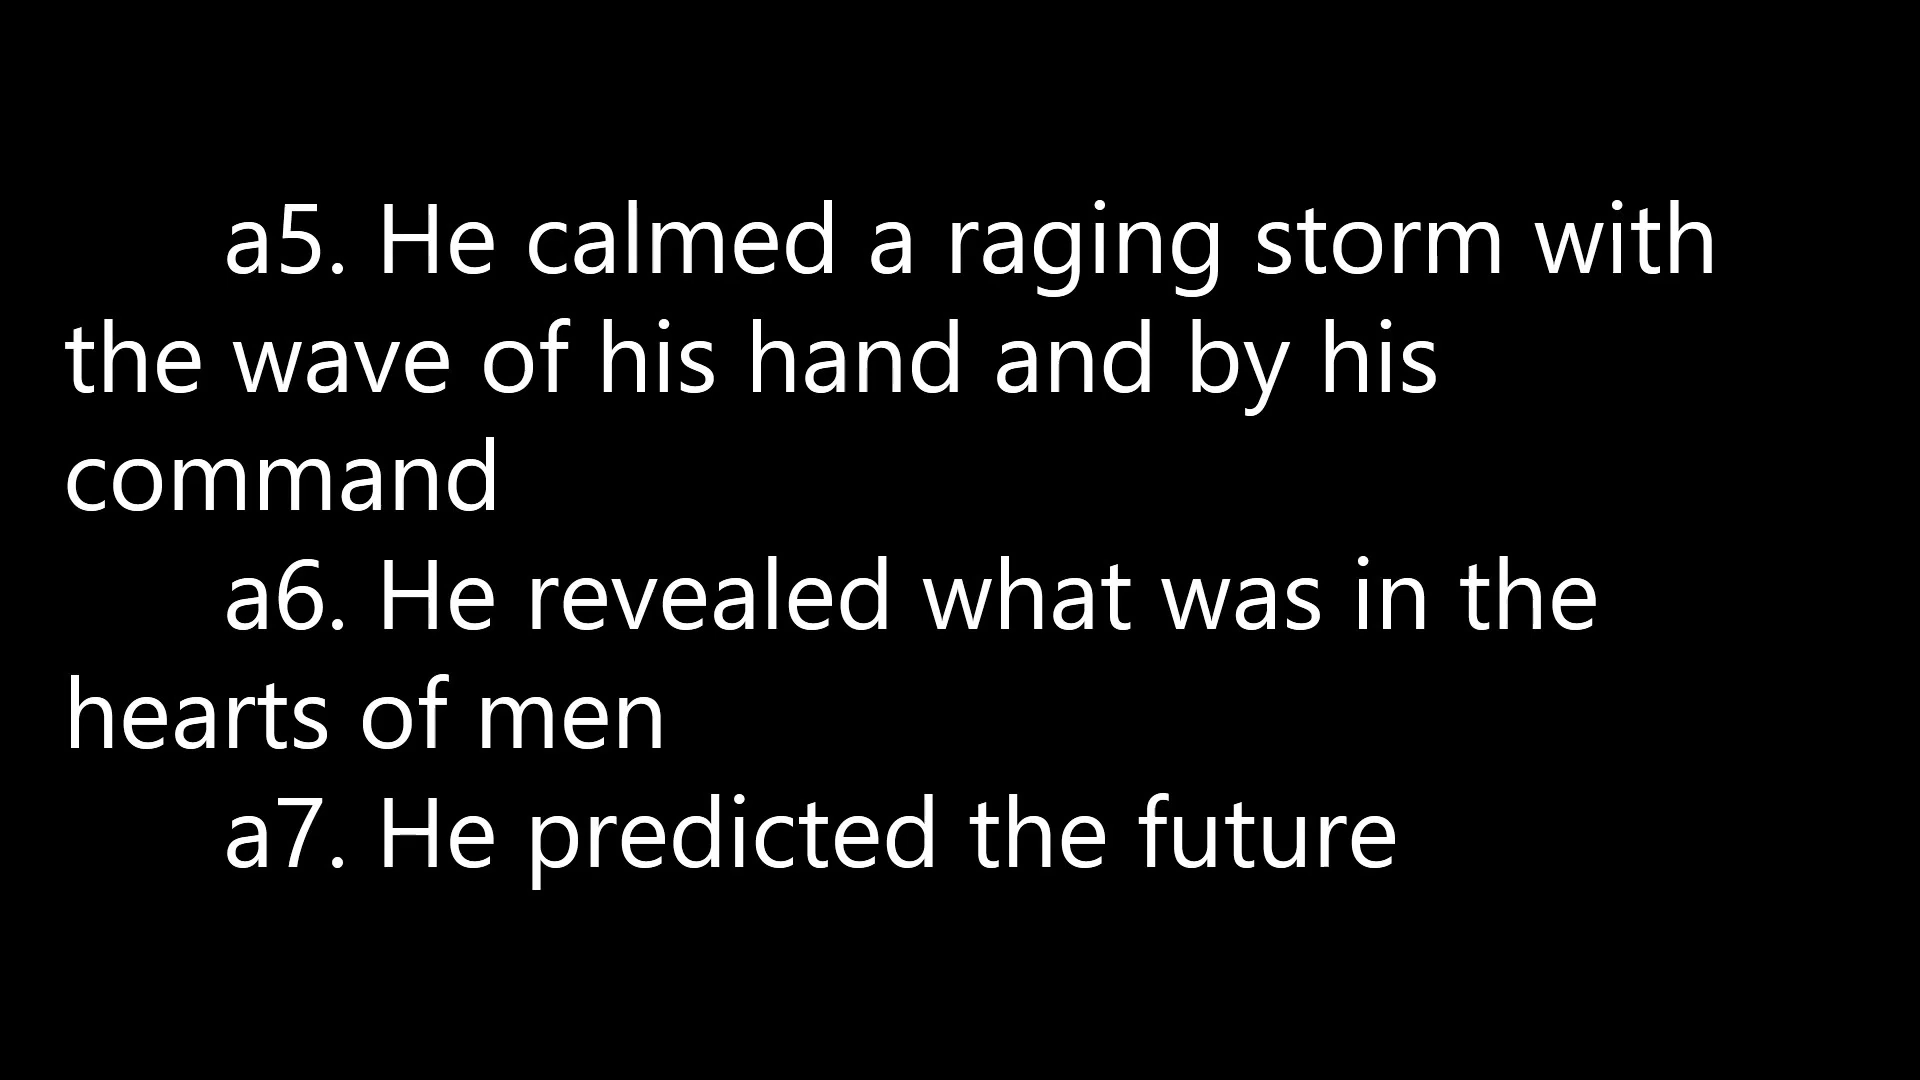 a5. He calmed a raging storm with
the wave of his hand and by his
command
a6. He revealed what was in the
hearts of men
a7. He predicted the future